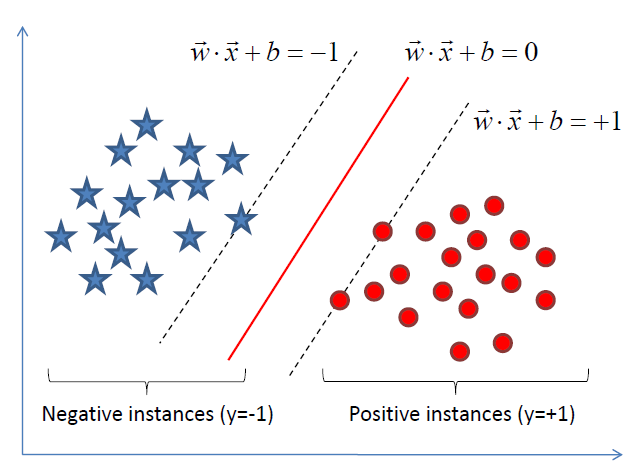 w⃗ · x⃗ + b = −1
w⃗ · x⃗ + b = 0
w⃗ · x⃗ + b = +1
Negative instances (y=-1)
Positive instances (y=+1)